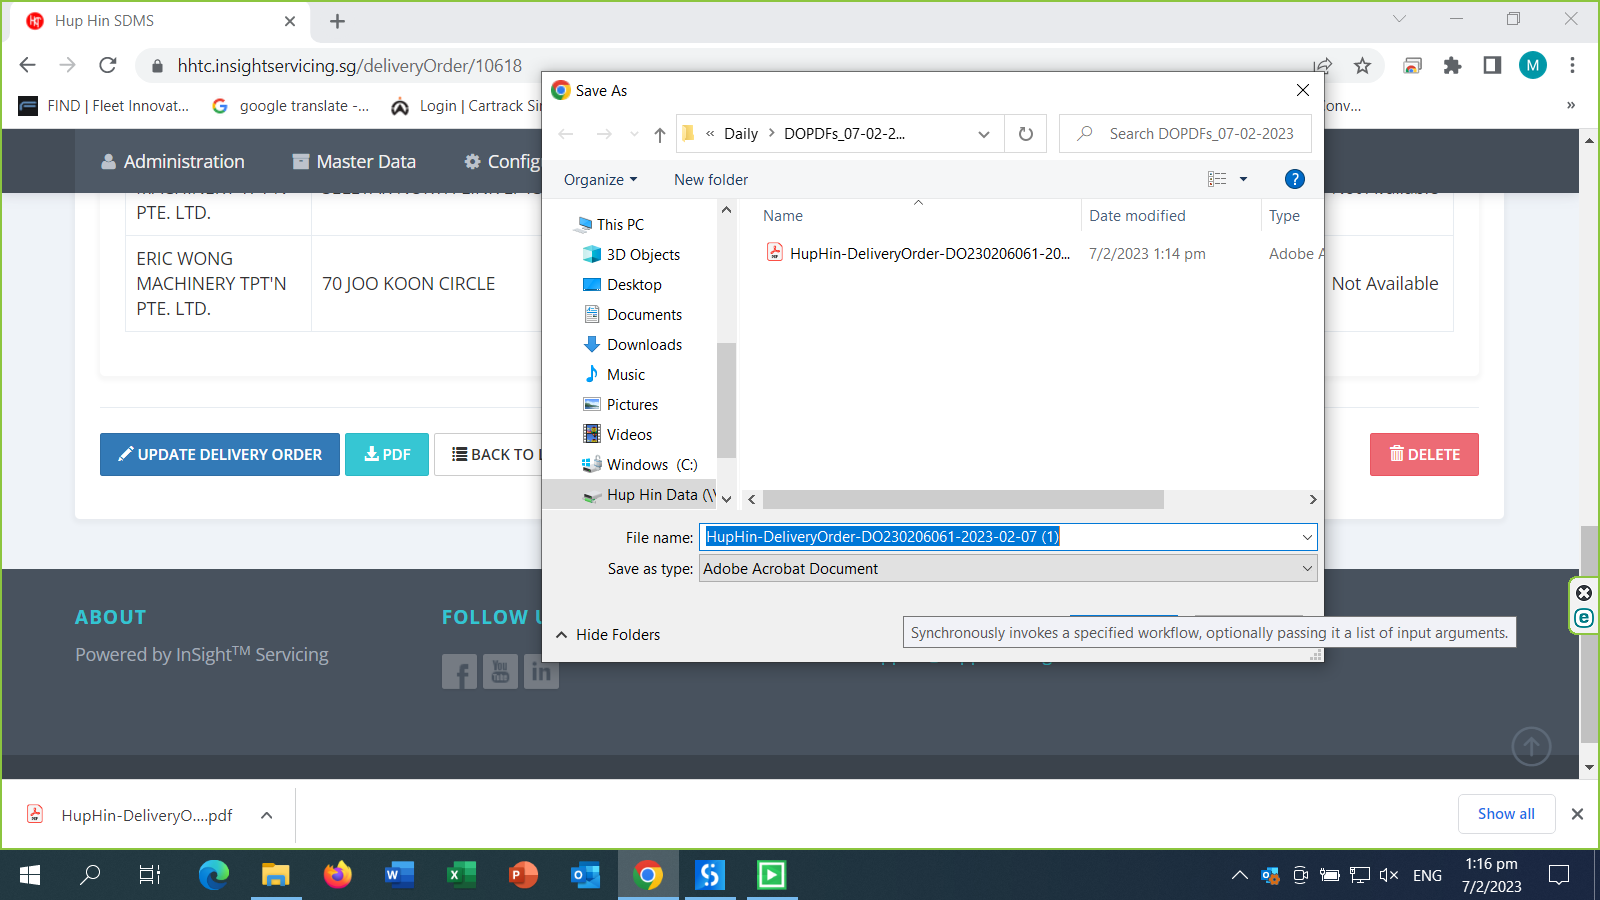 Hup Hin SDMS
hhtc.insightservicing.sg/deliveryOrder/10618
M
FIND | Fleet Innovat...
google translate -...
Login | Cartrack Si
onv...
»
Administration
Master Data
Config
PTE. LTD.
ERIC WONG
MACHINERY TPT'N
PTE. LTD.
70 JOO KOON CIRCLE
Not Available
UPDATE DELIVERY ORDER
PDF
BACK TO L
DELETE
ABOUT
Powered by InSight™ Servicing
FOLLOW U
You
Tube
in
Save As
« Daily > DOPDFs_07-02-2...
Search DOPDFs_07-02-2023
Organize
New folder
?
This PC
3D Objects
Desktop
Documents
Downloads
Music
Pictures
Videos
Windows (C:)
Hup Hin Data (\\
Name
Date modified
Type
HupHin-DeliveryOrder-DO230206061-20...
7/2/2023 1:14 pm
Adobe A
File name:
HupHin-DeliveryOrder-DO230206061-2023-02-07 (1)
Save as type:
Adobe Acrobat Document
Hide Folders
Synchronously invokes a specified workflow, optionally passing it a list of input arguments.
HupHin-DeliveryO....pdf
Show all
ENG
1:16 pm
7/2/2023